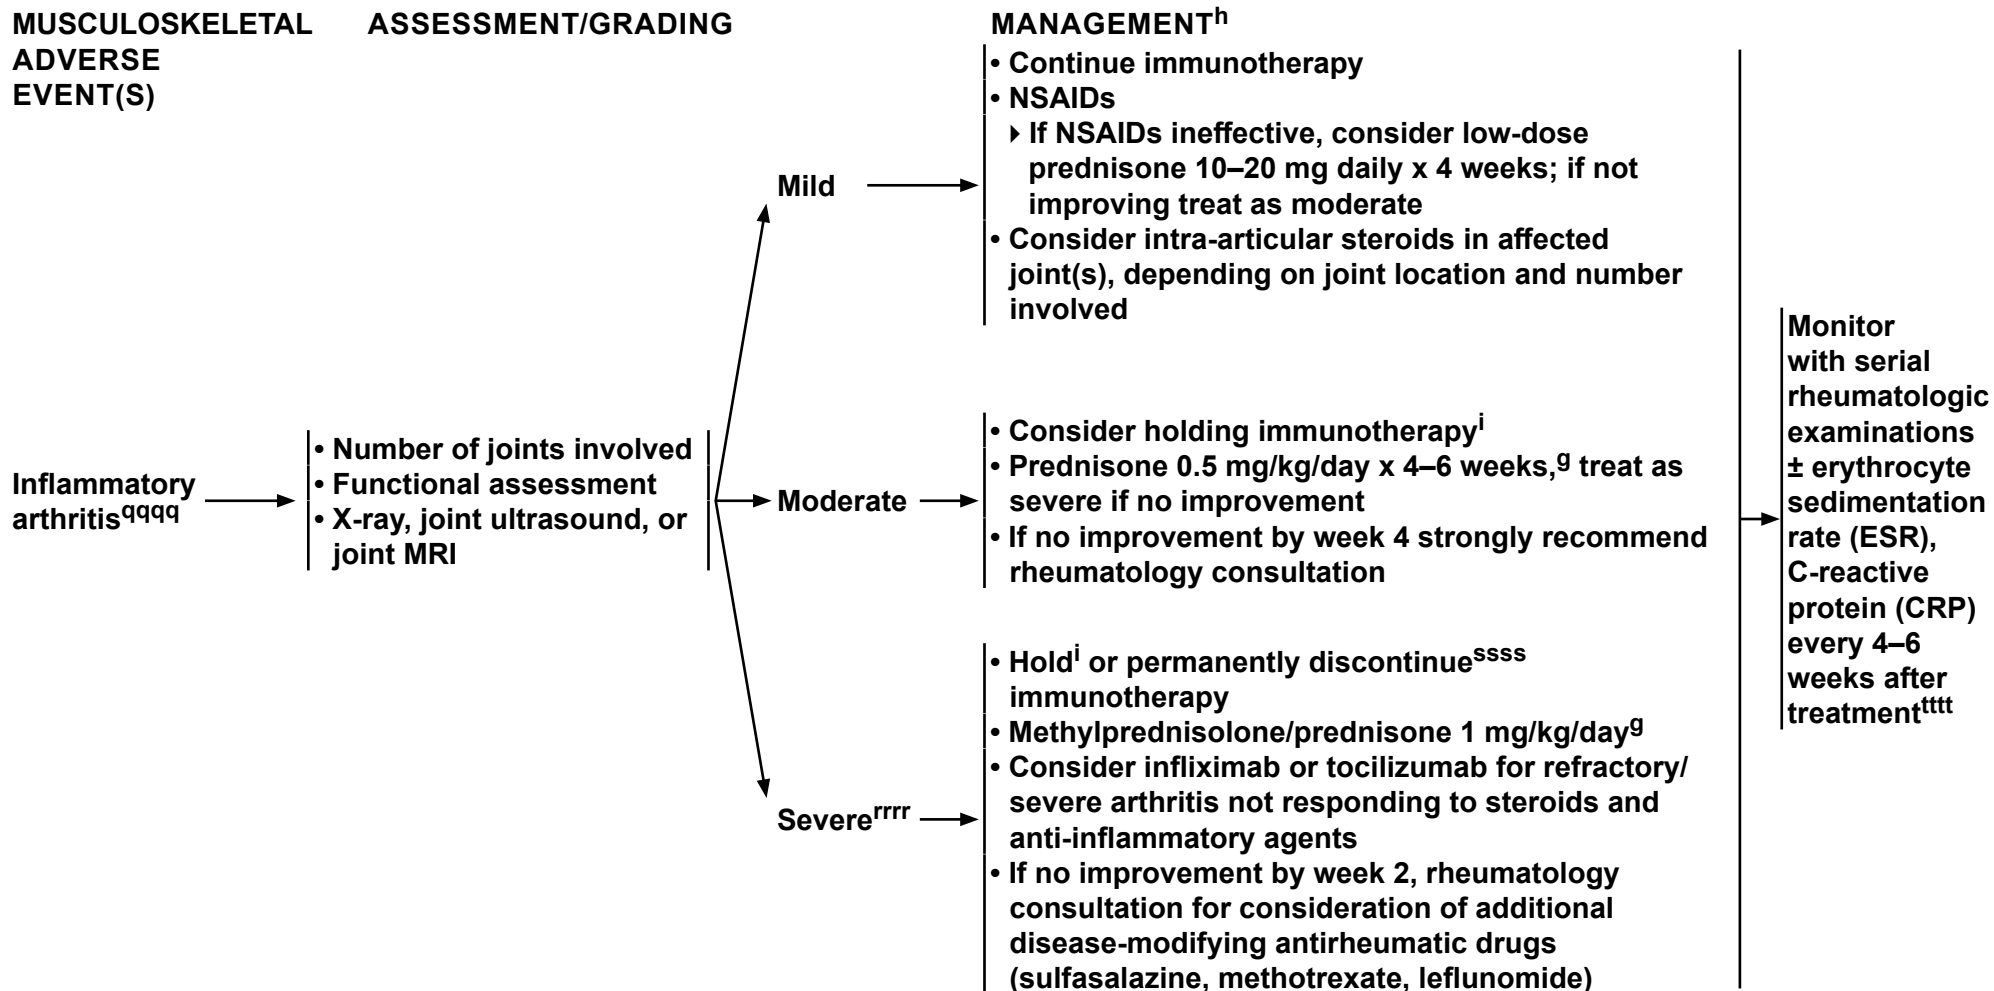 MUSCULOSKELETAL
ADVERSE
EVENT(S)
ASSESSMENT/GRADING
MANAGEMENTh
Inflammatory
arthritisqqqq
• Number of joints involved
• Functional assessment
• X-ray, joint ultrasound, or
joint MRI
Mild
• Continue immunotherapy
• NSAIDs
▸ If NSAIDs ineffective, consider low-dose
prednisone 10–20 mg daily x 4 weeks; if not
improving treat as moderate
• Consider intra-articular steroids in affected
joint(s), depending on joint location and number
involved
Moderate
• Consider holding immunotherapyi
• Prednisone 0.5 mg/kg/day x 4–6 weeks,g treat as
severe if no improvement
• If no improvement by week 4 strongly recommend
rheumatology consultation
Severerrrr
• Holdi or permanently discontinuessss
immunotherapy
• Methylprednisolone/prednisone 1 mg/kg/dayg
• Consider infliximab or tocilizumab for refractory/
severe arthritis not responding to steroids and
anti-inflammatory agents
• If no improvement by week 2, rheumatology
consultation for consideration of additional
disease-modifying antirheumatic drugs
(sulfasalazine, methotrexate, leflunomide)
Monitor
with serial
rheumatologic
examinations
± erythrocyte
sedimentation
rate (ESR),
C-reactive
protein (CRP)
every 4–6
weeks after
treatmenttttt